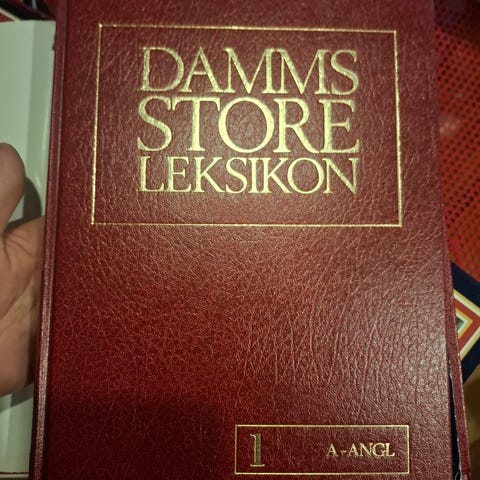 DAMMS
STORE
LEKSIKON
1 A-ANGL